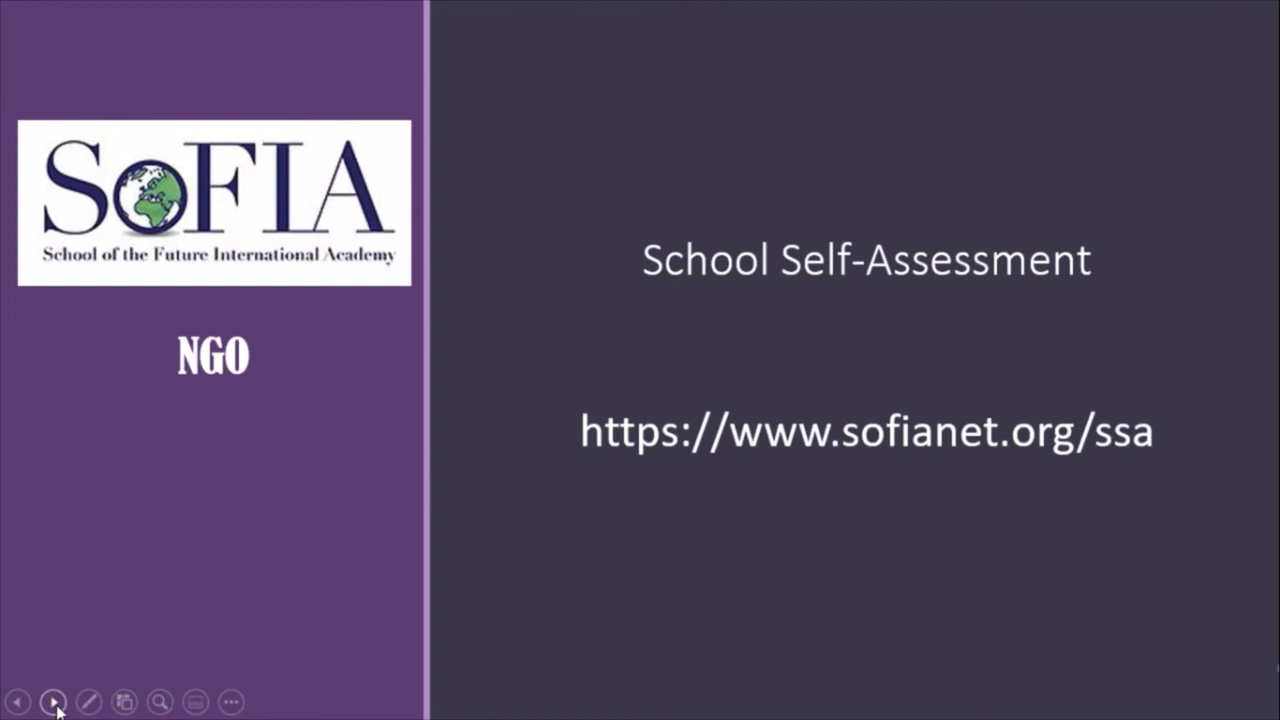 SoFIA
School of the Future International Academy
NGO
School Self-Assessment
https://www.sofianet.org/ssa